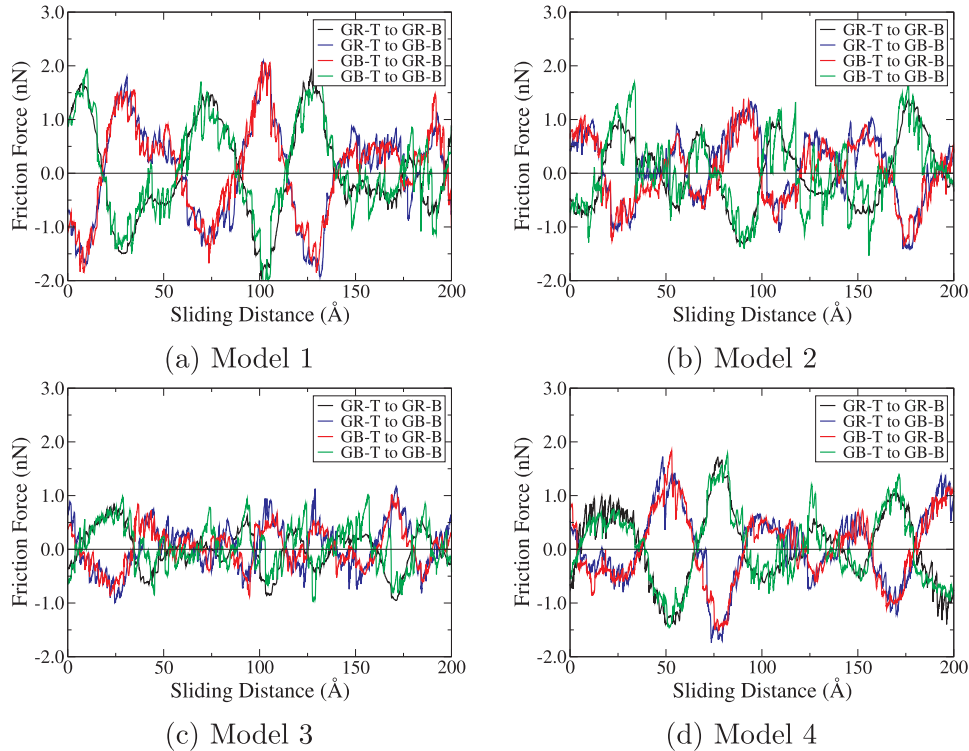 3.0
2.0
1.0
0.0
-1.0
-2.0
Friction Force (nN)
GR-T to GR-B
GR-T to GB-B
GB-T to GR-B
GB-T to GB-B
0 50 100 150 200
Sliding Distance (Å)
(a) Model 1
3.0
2.0
1.0
0.0
-1.0
-2.0
Friction Force (nN)
GR-T to GR-B
GR-T to GB-B
GB-T to GR-B
GB-T to GB-B
0 50 100 150 200
Sliding Distance (Å)
(b) Model 2
3.0
2.0
1.0
0.0
-1.0
-2.0
Friction Force (nN)
GR-T to GR-B
GR-T to GB-B
GB-T to GR-B
GB-T to GB-B
0 50 100 150 200
Sliding Distance (Å)
(c) Model 3
3.0
2.0
1.0
0.0
-1.0
-2.0
Friction Force (nN)
GR-T to GR-B
GR-T to GB-B
GB-T to GR-B
GB-T to GB-B
0 50 100 150 200
Sliding Distance (Å)
(d) Model 4